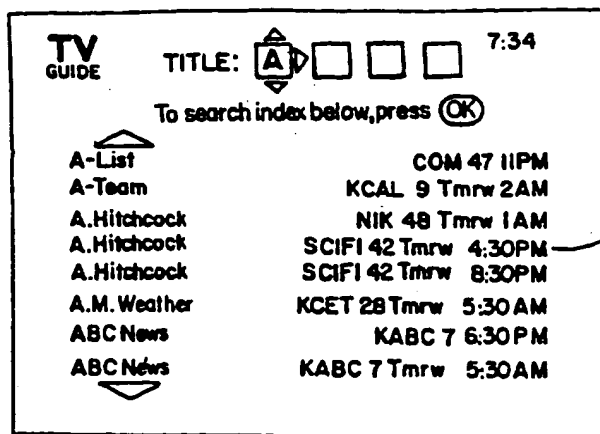 TV GUIDE TITLE: A 7:34
To search index below, press OK
A-List COM 47 11PM
A-Team KCAL 9 Tmrw 2AM
A.Hitchcock NIK 48 Tmrw 1AM
A.Hitchcock SCIFI 42 Tmrw 4:30PM
A.Hitchcock SCIFI 42 Tmrw 8:30PM
A.M. Weather KCET 28 Tmrw 5:30AM
ABC News KABC 7 6:30PM
ABC News KABC 7 Tmrw 5:30AM